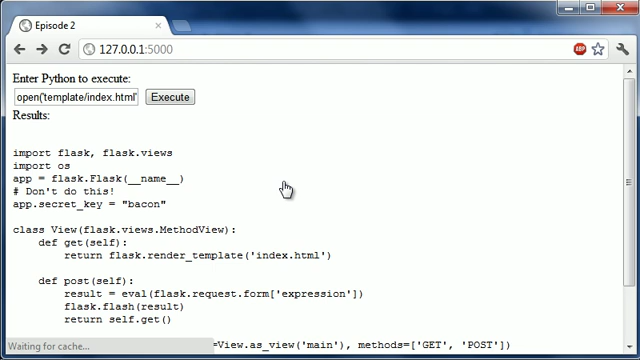 Episode 2
127.0.0.1:5000
ABP
Enter Python to execute:
open('template/index.html'
Execute
Results:
import flask, flask.views
import os
app = flask.Flask(__name__)
# Don't do this!
app.secret_key = "bacon"
class View(flask.views.MethodView):
def get(self):
return flask.render_template('index.html')
def post(self):
result = eval(flask.request.form['expression'])
flask.flash(result)
return self.get()
=View.as_view('main'), methods=['GET', 'POST'])
Waiting for cache...